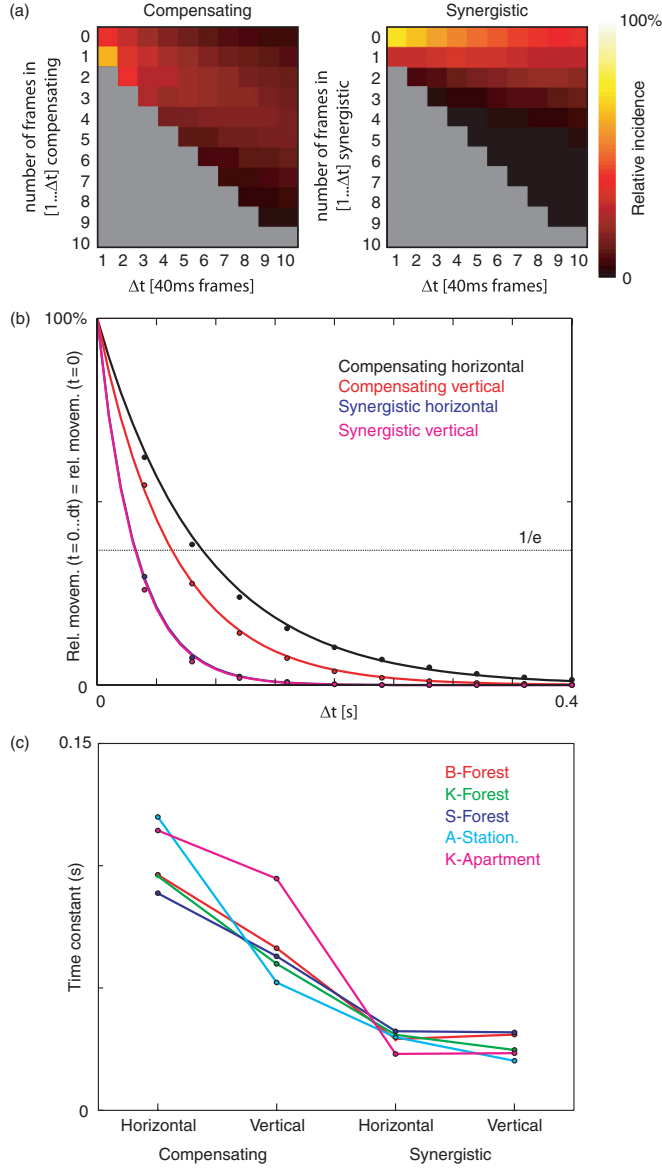 (a)
Compensating
Synergistic
number of frames in
[1...Δt] compensating
0
1
2
3
4
5
6
7
8
9
10
1 2 3 4 5 6 7 8 9 10
Δt [40ms frames]
number of frames in
[1...Δt] synergistic
0
1
2
3
4
5
6
7
8
9
10
1 2 3 4 5 6 7 8 9 10
Δt [40ms frames]
100%
Relative incidence
0
(b)
100%
Rel. movem. (t=0...dt) = rel. movem. (t=0)
Compensating horizontal
Compensating vertical
Synergistic horizontal
Synergistic vertical
1/e
0
0
Δt [s]
0.4
(c)
0.15
Time constant (s)
B-Forest
K-Forest
S-Forest
A-Station.
K-Apartment
0
Horizontal Vertical Horizontal Vertical
Compensating Synergistic